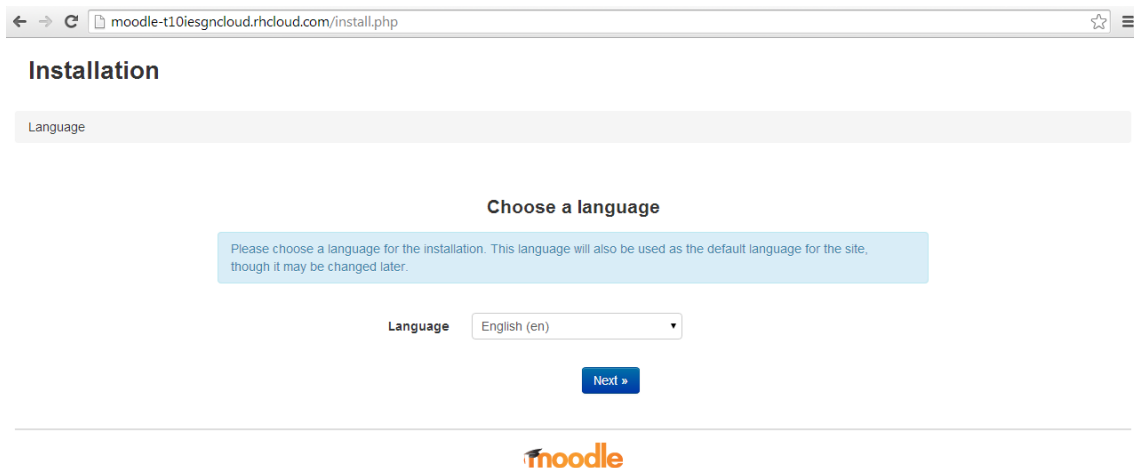 moodle-t10iesgncloud.rhcloud.com/install.php
Installation
Language
Choose a language
Please choose a language for the installation. This language will also be used as the default language for the site,
though it may be changed later.
Language English (en)
Next »
moodle